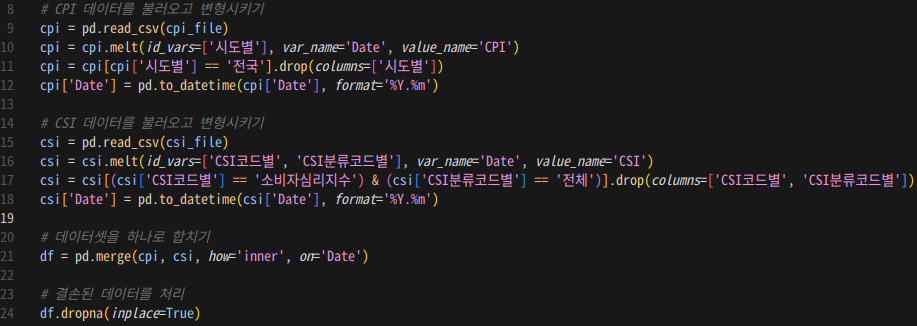 8 # CPI 데이터를 불러오고 변형시키기
9 cpi = pd.read_csv(cpi_file)
10 cpi = cpi.melt(id_vars=['시도별'], var_name='Date', value_name='CPI')
11 cpi = cpi[cpi['시도별'] == '전국'].drop(columns=['시도별'])
12 cpi['Date'] = pd.to_datetime(cpi['Date'], format='%Y.%m')
13
14 # CSI 데이터를 불러오고 변형시키기
15 csi = pd.read_csv(csi_file)
16 csi = csi.melt(id_vars=['CSI코드별', 'CSI분류코드별'], var_name='Date', value_name='CSI')
17 csi = csi[(csi['CSI코드별'] == '소비자심리지수') & (csi['CSI분류코드별'] == '전체')].drop(columns=['CSI코드별', 'CSI분류코드별'])
18 csi['Date'] = pd.to_datetime(csi['Date'], format='%Y.%m')
19
20 # 데이터셋을 하나로 합치기
21 df = pd.merge(cpi, csi, how='inner', on='Date')
22
23 # 결손된 데이터를 처리
24 df.dropna(inplace=True)